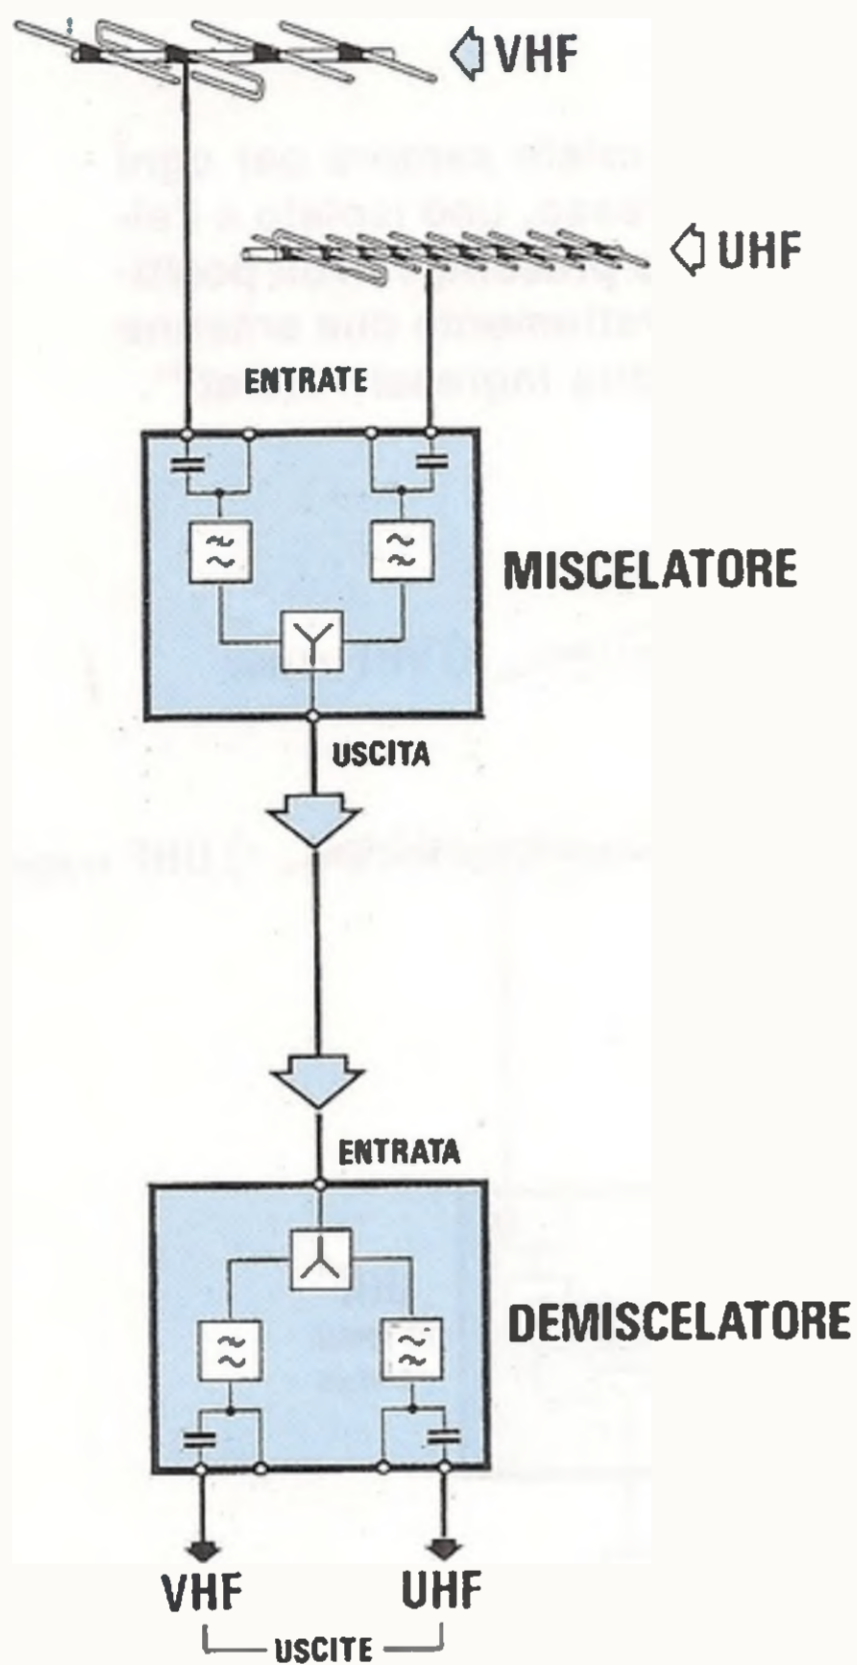 VHF
UHF
ENTRATE
MISCELATORE
USCITA
ENTRATA
DEMISCELATORE
VHF
UHF
USCITE